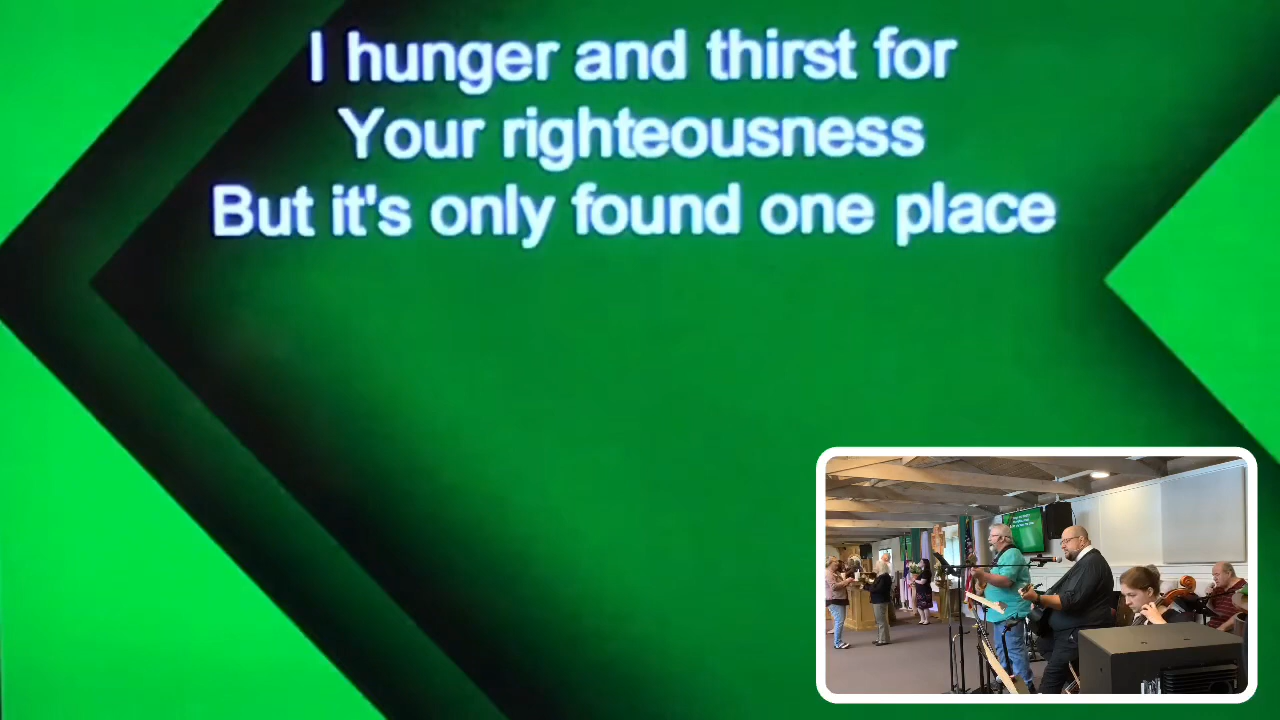 I hunger and thirst for
Your righteousness
But it's only found one place